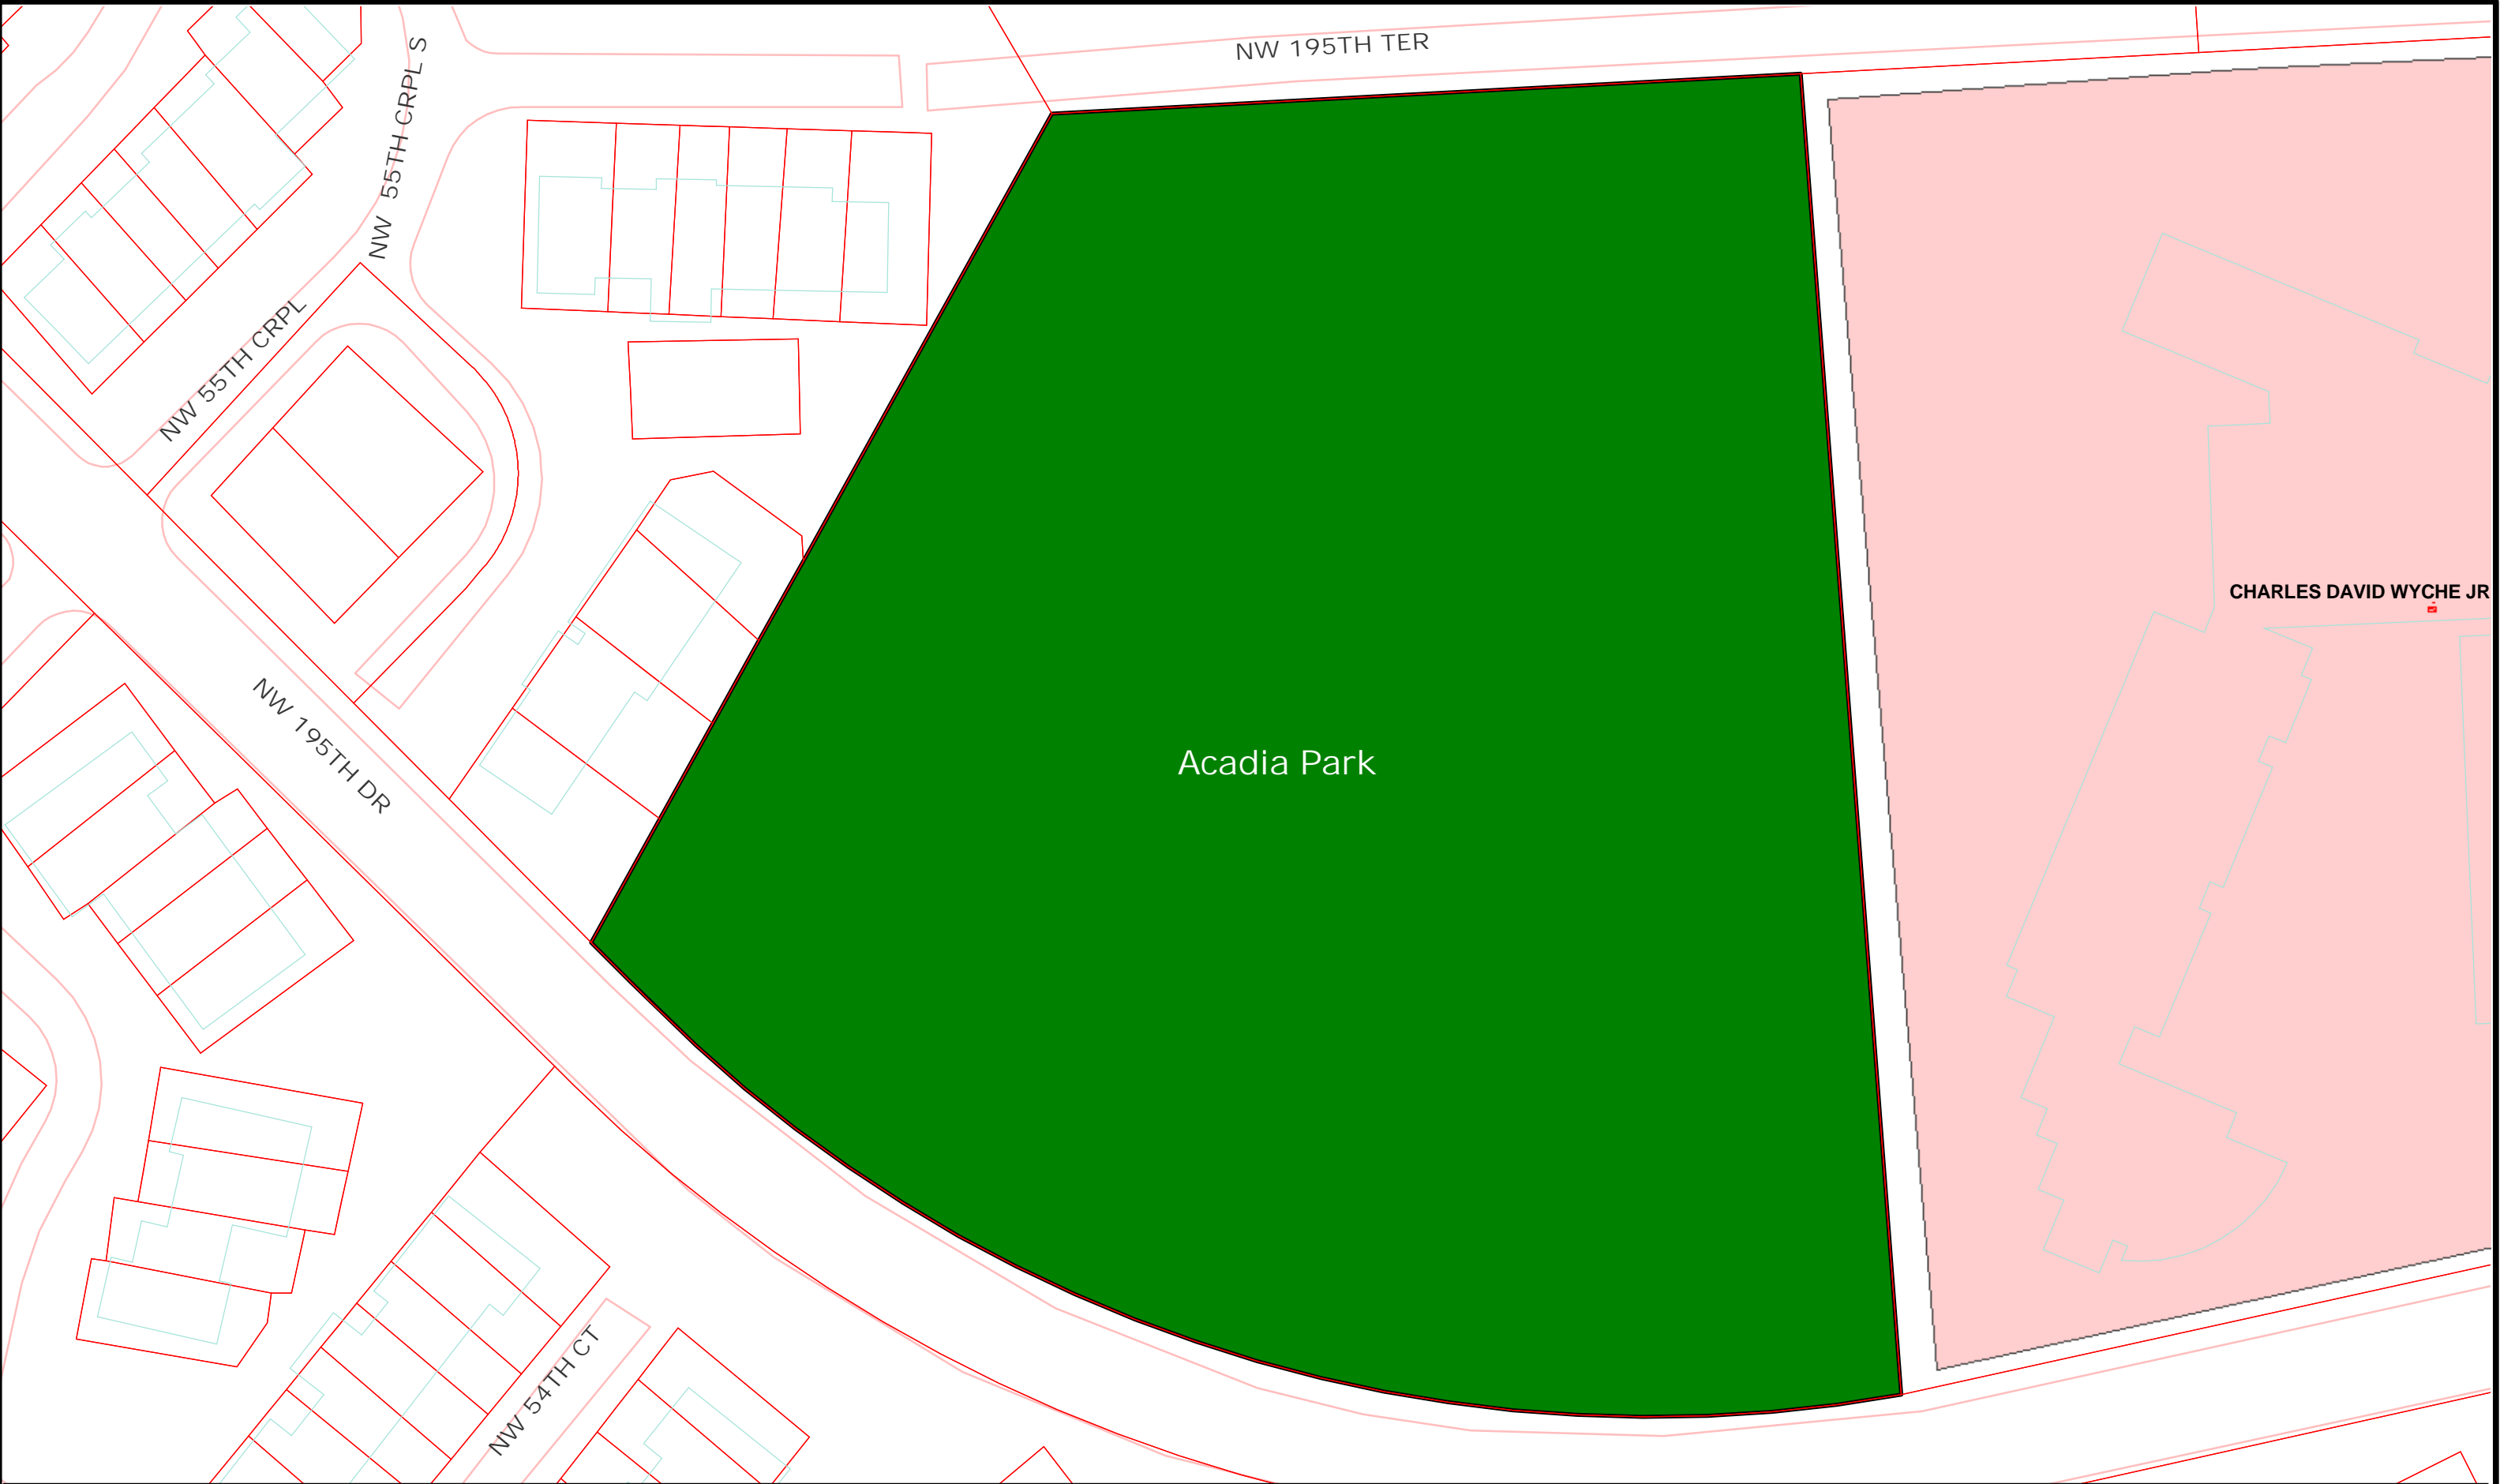 NW 195TH TER
NW 55TH CRPL S
NW 55TH CRPL
CHARLES DAVID WYCHE JR
NW 195TH DR
Acadia Park
NW 54TH CT